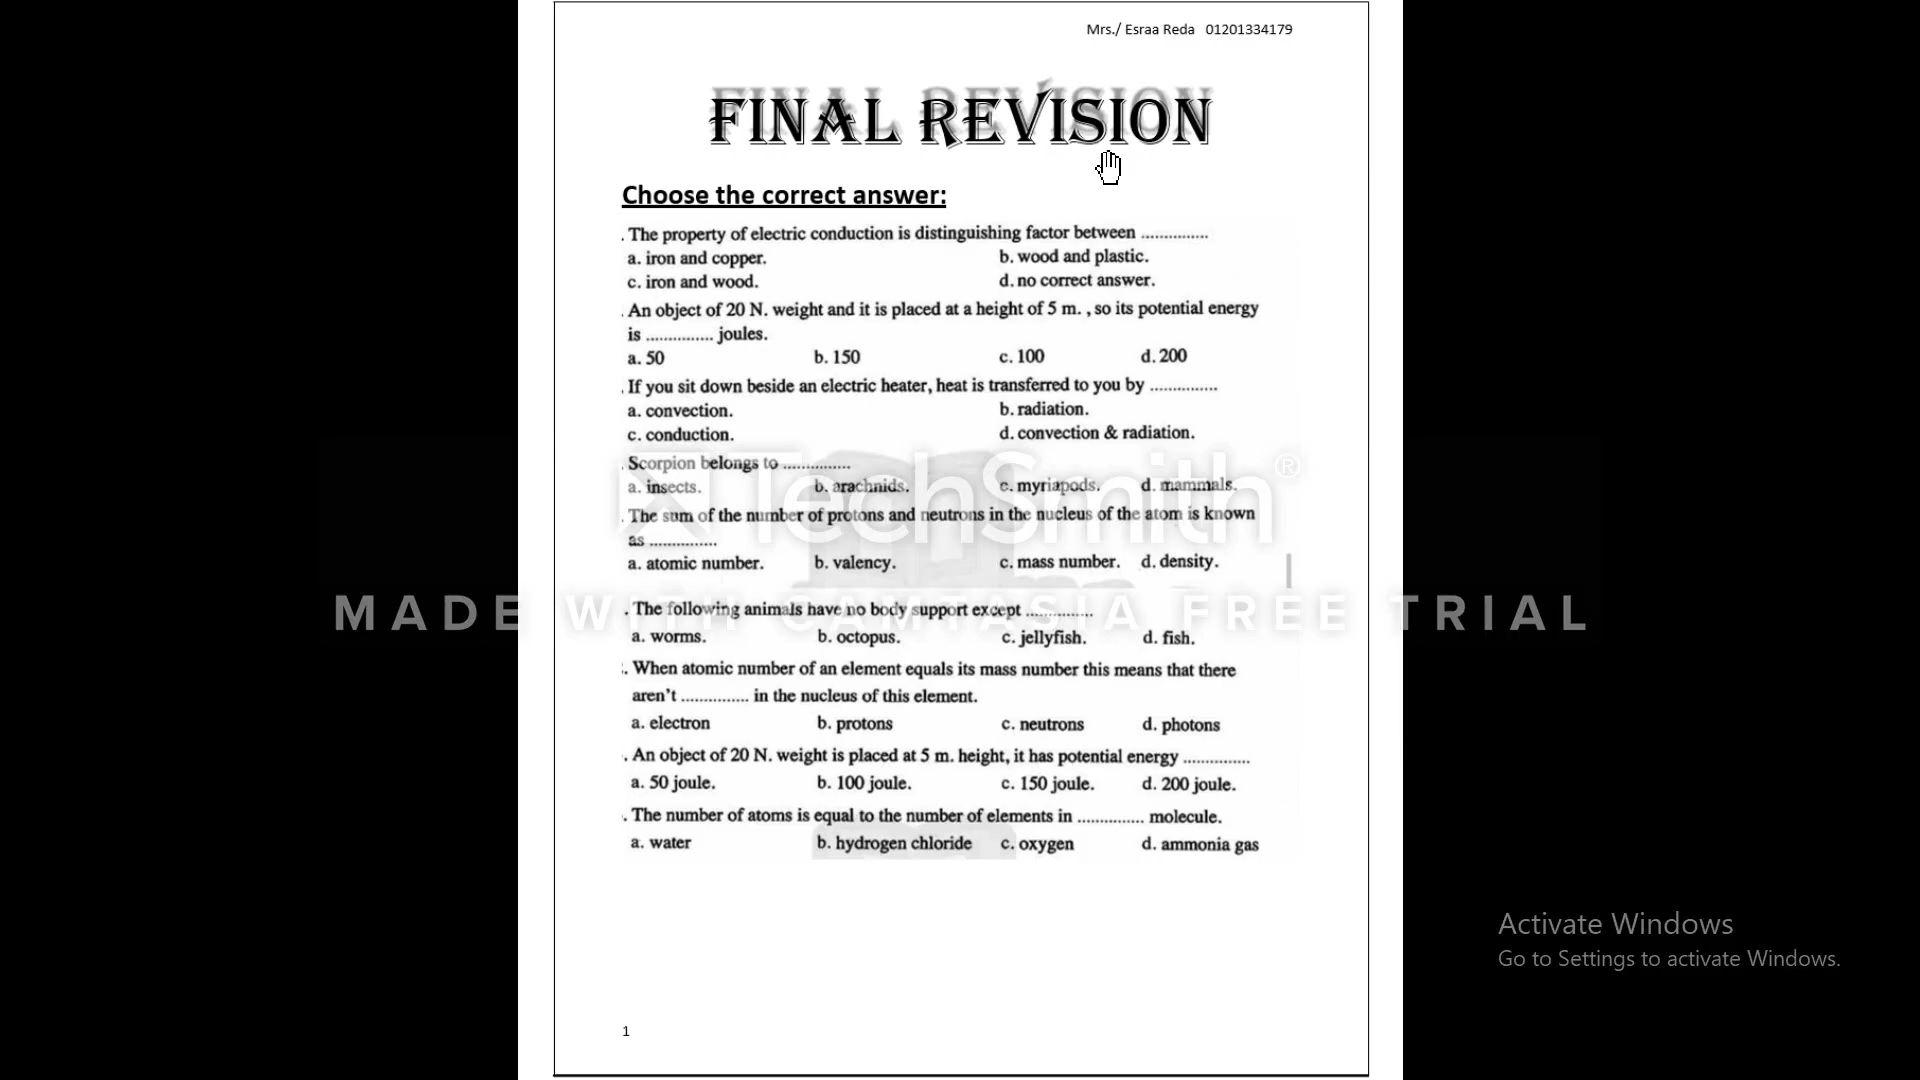 Mrs./ Esraa Reda 01201334179
FINAL REVISION
Choose the correct answer:
. The property of electric conduction is distinguishing factor between ...............
a. iron and copper. b. wood and plastic.
c. iron and wood. d. no correct answer.
. An object of 20 N. weight and it is placed at a height of 5 m. , so its potential energy
is ............... joules.
a. 50 b. 150 c. 100 d. 200
. If you sit down beside an electric heater, heat is transferred to you by ...............
a. convection. b. radiation.
c. conduction. d. convection & radiation.
. Scorpion belongs to ...............
a. insects. b. arachnids. c. myriapods. d. mammals.
TechSmith®
. The sum of the number of protons and neutrons in the nucleus of the atom is known
as ...............
a. atomic number. b. valency. c. mass number. d. density.
MADE WITH CAMTASIA FREE TRIAL
. The following animals have no body support except ...............
a. worms. b. octopus. c. jellyfish. d. fish.
. When atomic number of an element equals its mass number this means that there
aren't ............... in the nucleus of this element.
a. electron b. protons c. neutrons d. photons
. An object of 20 N. weight is placed at 5 m. height, it has potential energy ...............
a. 50 joule. b. 100 joule. c. 150 joule. d. 200 joule.
. The number of atoms is equal to the number of elements in ............... molecule.
a. water b. hydrogen chloride c. oxygen d. ammonia gas
Activate Windows
Go to Settings to activate Windows.
1